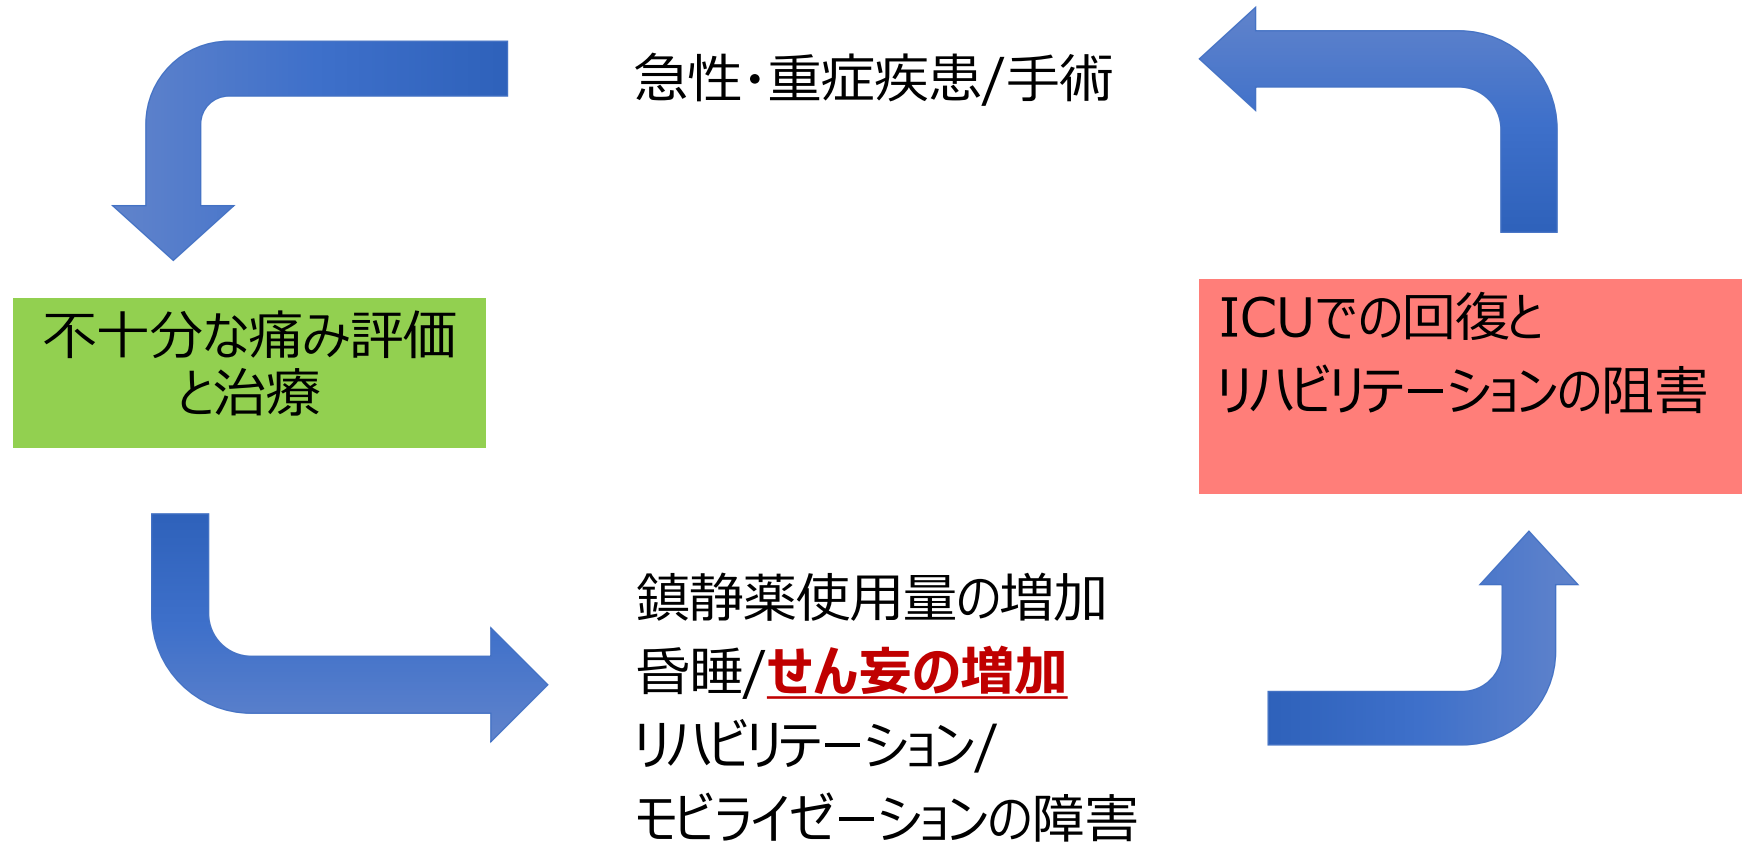 急性・重症疾患/手術
不十分な痛み評価
と治療
ICUでの回復と
リハビリテーションの阻害
鎮静薬使用量の増加
昏睡/せん妄の増加
リハビリテーション/
モビライゼーションの障害